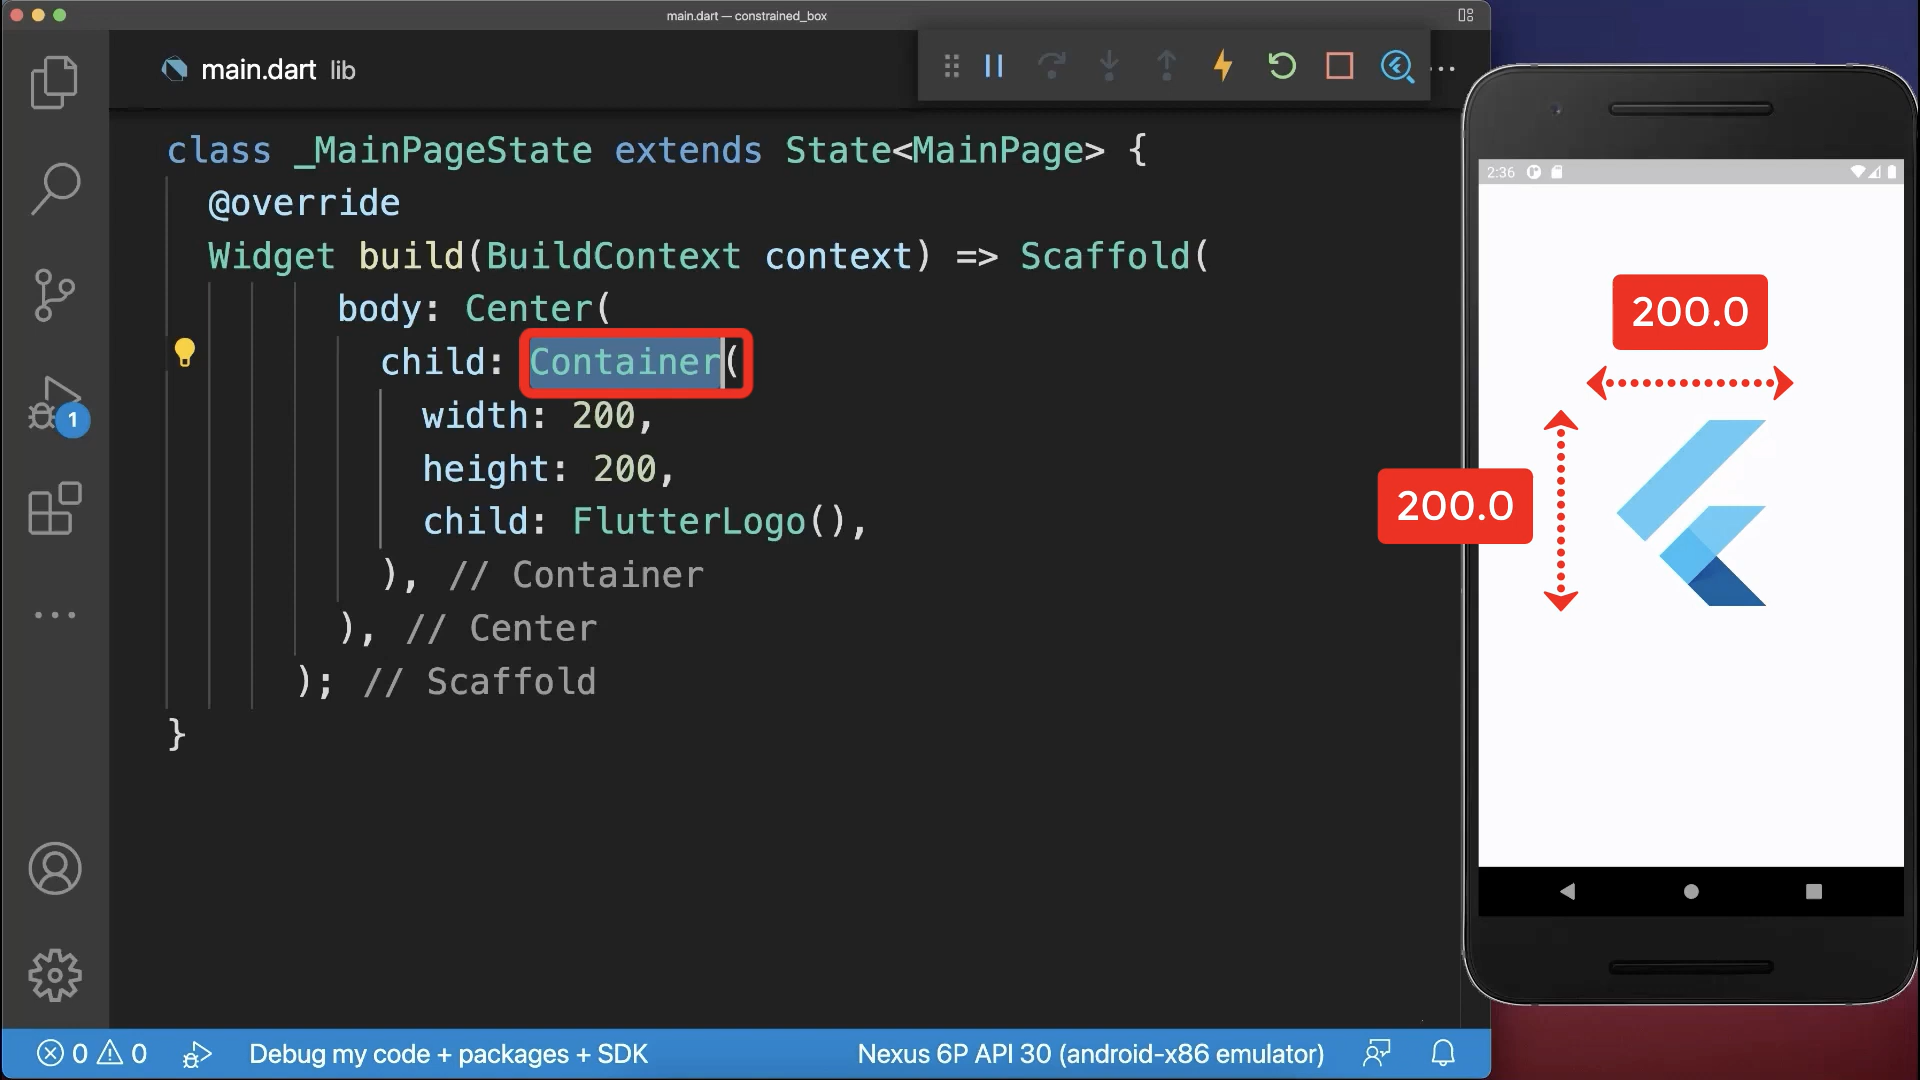 main.dart — constrained_box
main.dart lib
class _MainPageState extends State<MainPage> {
@override
Widget build(BuildContext context) => Scaffold(
body: Center(
child: Container(
width: 200,
height: 200,
child: FlutterLogo(),
), // Container
), // Center
); // Scaffold
}
1
0 0 Debug my code + packages + SDK Nexus 6P API 30 (android-x86 emulator)
2:36
200.0
200.0